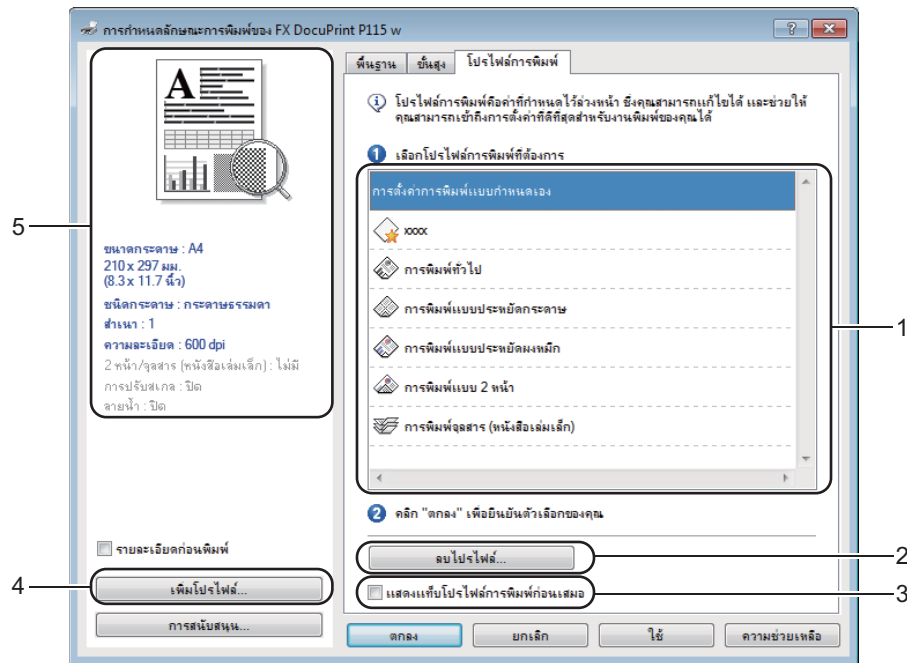 การกำหนดลักษณะการพิมพ์ของ FX DocuPrint P115 w
A
ขนาดกระดาษ : A4
210 x 297 มม.
(8.3 x 11.7 นิ้ว)
ชนิดกระดาษ : กระดาษธรรมดา
สำเนา : 1
ความละเอียด : 600 dpi
2 หน้า/จุลสาร (หนังสือเล่มเล็ก) : ไม่มี
การปรับสเกล : ปิด
ลายน้ำ : ปิด
รายละเอียดก่อนพิมพ์
เพิ่มโปรไฟล์...
การสนับสนุน...
พื้นฐาน
ขั้นสูง
โปรไฟล์การพิมพ์
โปรไฟล์การพิมพ์คือค่าที่กำหนดไว้ล่วงหน้า ซึ่งคุณสามารถแก้ไขได้ และช่วยให้
คุณสามารถเข้าถึงการตั้งค่าที่ดีที่สุดสำหรับงานพิมพ์ของคุณได้
1 เลือกโปรไฟล์การพิมพ์ที่ต้องการ
การตั้งค่าการพิมพ์แบบกำหนดเอง
xxxx
การพิมพ์ทั่วไป
การพิมพ์แบบประหยัดกระดาษ
การพิมพ์แบบประหยัดผงหมึก
การพิมพ์แบบ 2 หน้า
การพิมพ์จุลสาร (หนังสือเล่มเล็ก)
2 คลิก "ตกลง" เพื่อยืนยันตัวเลือกของคุณ
ลบโปรไฟล์...
แสดงแท็บโปรไฟล์การพิมพ์ก่อนเสมอ
ตกลง
ยกเลิก
ใช้
ความช่วยเหลือ
1
2
3
4
5